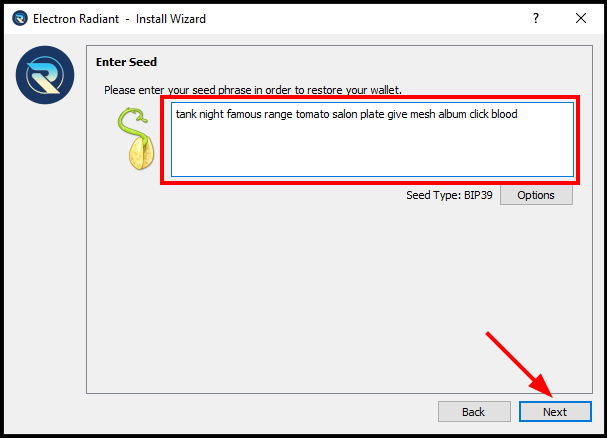 Electron Radiant - Install Wizard
Enter Seed
Please enter your seed phrase in order to restore your wallet.
tank night famous range tomato salon plate give mesh album click blood
Seed Type: BIP39
Options
Back
Next